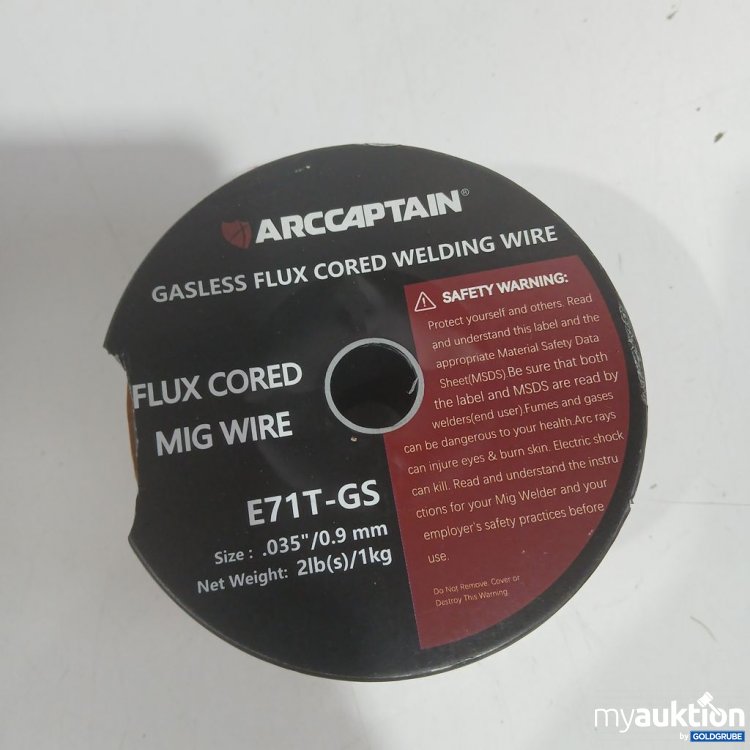 ARCCAPTAIN®
GASLESS FLUX CORED WELDING WIRE
FLUX CORED
MIG WIRE
E71T-GS
Size : .035"/0.9 mm
Net Weight: 2lb(s)/1kg
SAFETY WARNING:
Protect yourself and others. Read
and understand this label and the
appropriate Material Safety Data
Sheet(MSDS).Be sure that both
the label and MSDS are read by
welders(end user).Fumes and gases
can be dangerous to your health.Arc rays
can injure eyes & burn skin. Electric shock
can kill. Read and understand the instru
ctions for your Mig Welder and your
employer's safety practices before
use.
Do Not Remove. Cover or
Destroy This Warning
myauktion
by GOLDGRUBE